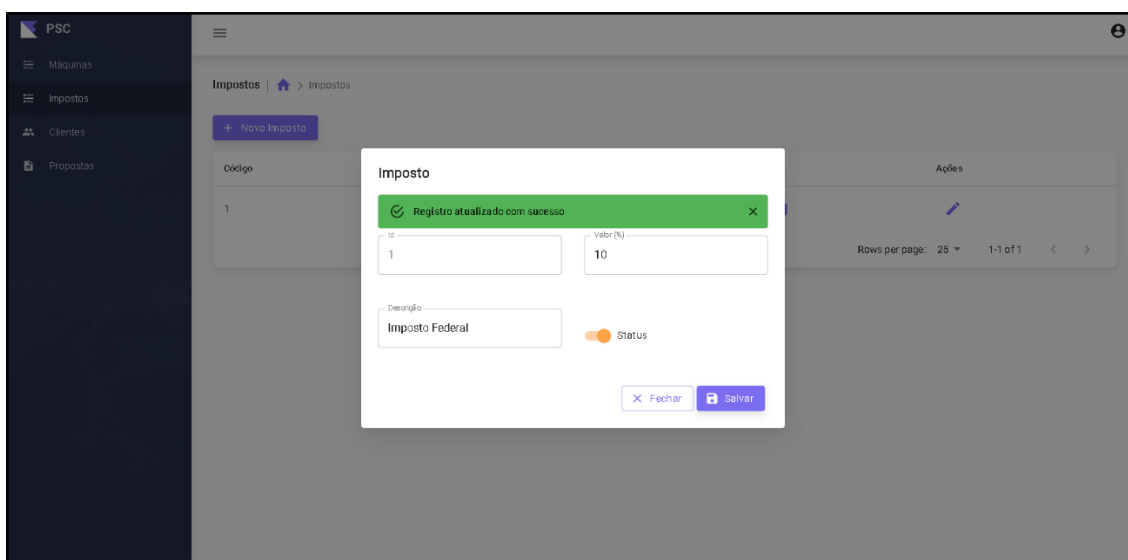 PSC
Máquinas
Impostos
Clientes
Propostas
Impostos | > Impostos
+ Novo Imposto
Código Ações
1
Rows per page: 25 1-1 of 1 < >
Imposto
Registro atualizado com sucesso
Id
1
Valor (%)
10
Descrição
Imposto Federal
Status
Fechar
Salvar